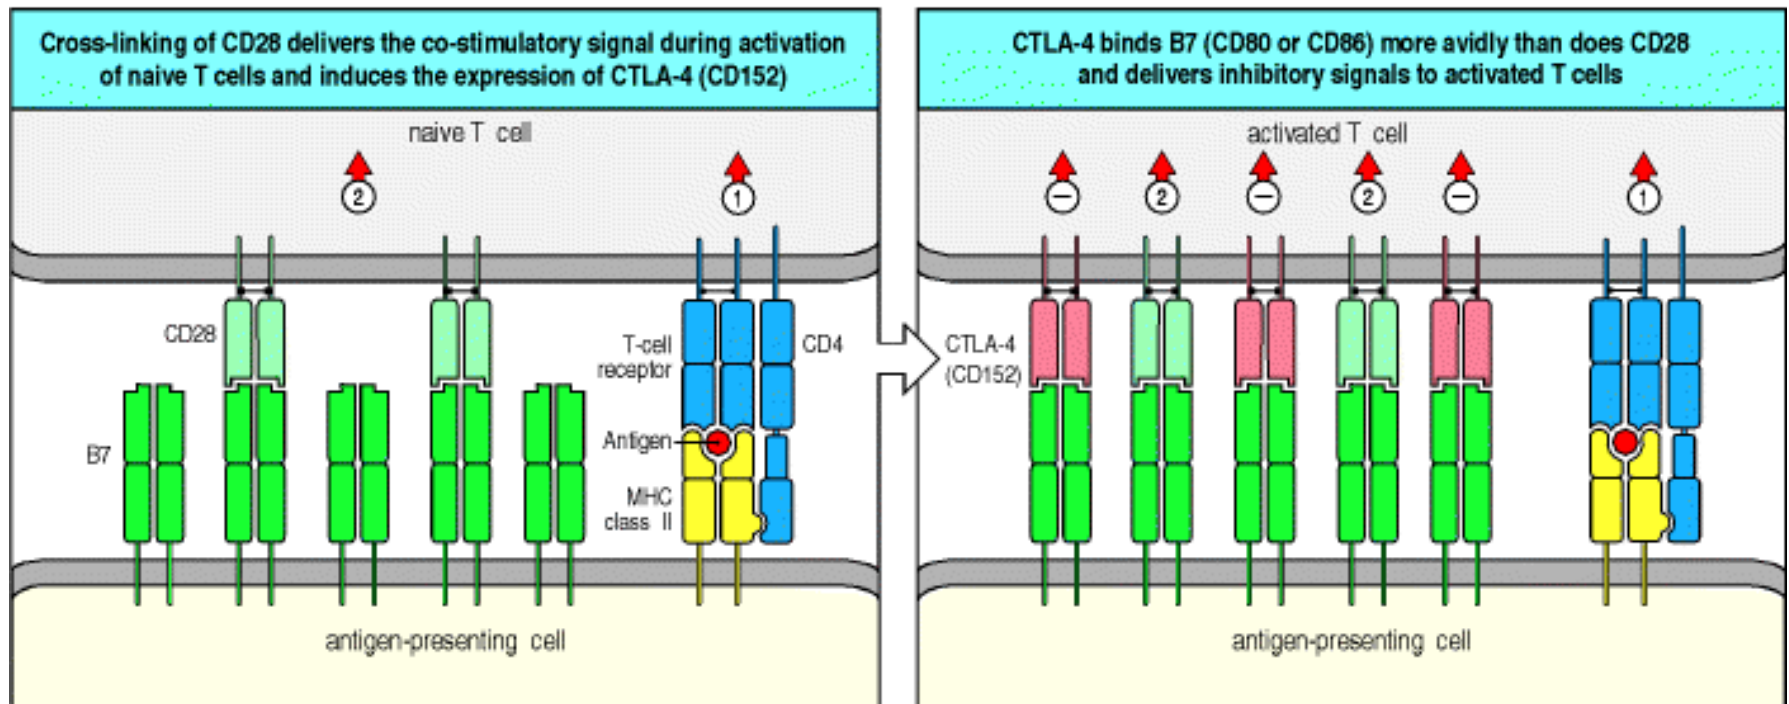 Cross-linking of CD28 delivers the co-stimulatory signal during activation
of naive T cells and induces the expression of CTLA-4 (CD152)
naive T cell
2
1
CD28
T-cell
receptor
CD4
B7
Antigen
MHC
class II
antigen-presenting cell
CTLA-4 binds B7 (CD80 or CD86) more avidly than does CD28
and delivers inhibitory signals to activated T cells
activated T cell
− 2 − 2 − 1
CTLA-4
(CD152)
antigen-presenting cell